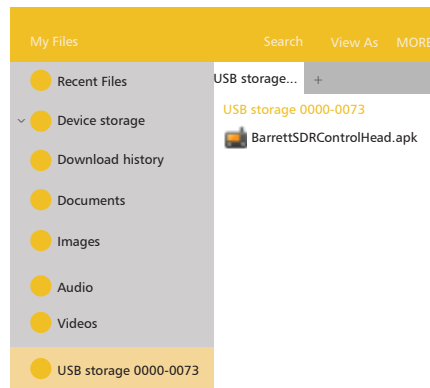 My Files
Search
View As
MORE
Recent Files
Device storage
Download history
Documents
Images
Audio
Videos
USB storage 0000-0073
USB storage...
+
USB storage 0000-0073
BarrettSDRControlHead.apk